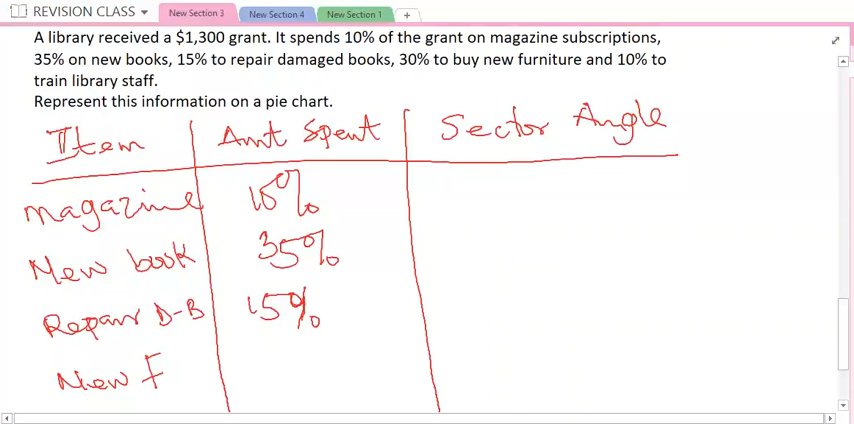 REVISION CLASS New Section 3 New Section 4 New Section 1 +
A library received a $1,300 grant. It spends 10% of the grant on magazine subscriptions,
35% on new books, 15% to repair damaged books, 30% to buy new furniture and 10% to
train library staff.
Represent this information on a pie chart.
Item Amt Spent Sector Angle
Magazine 10%
New book 35%
Repair D-B 15%
New F